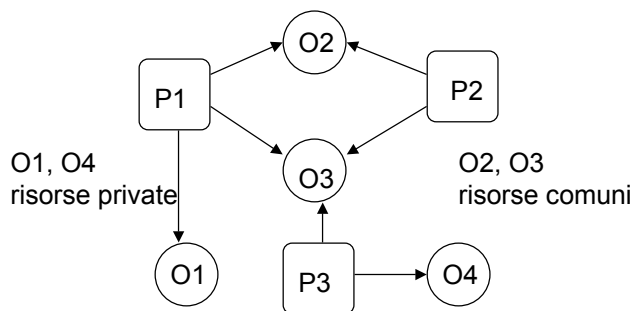 O2
P1
P2
O1, O4
risorse private
O3
O2, O3
risorse comuni
O1
P3
O4